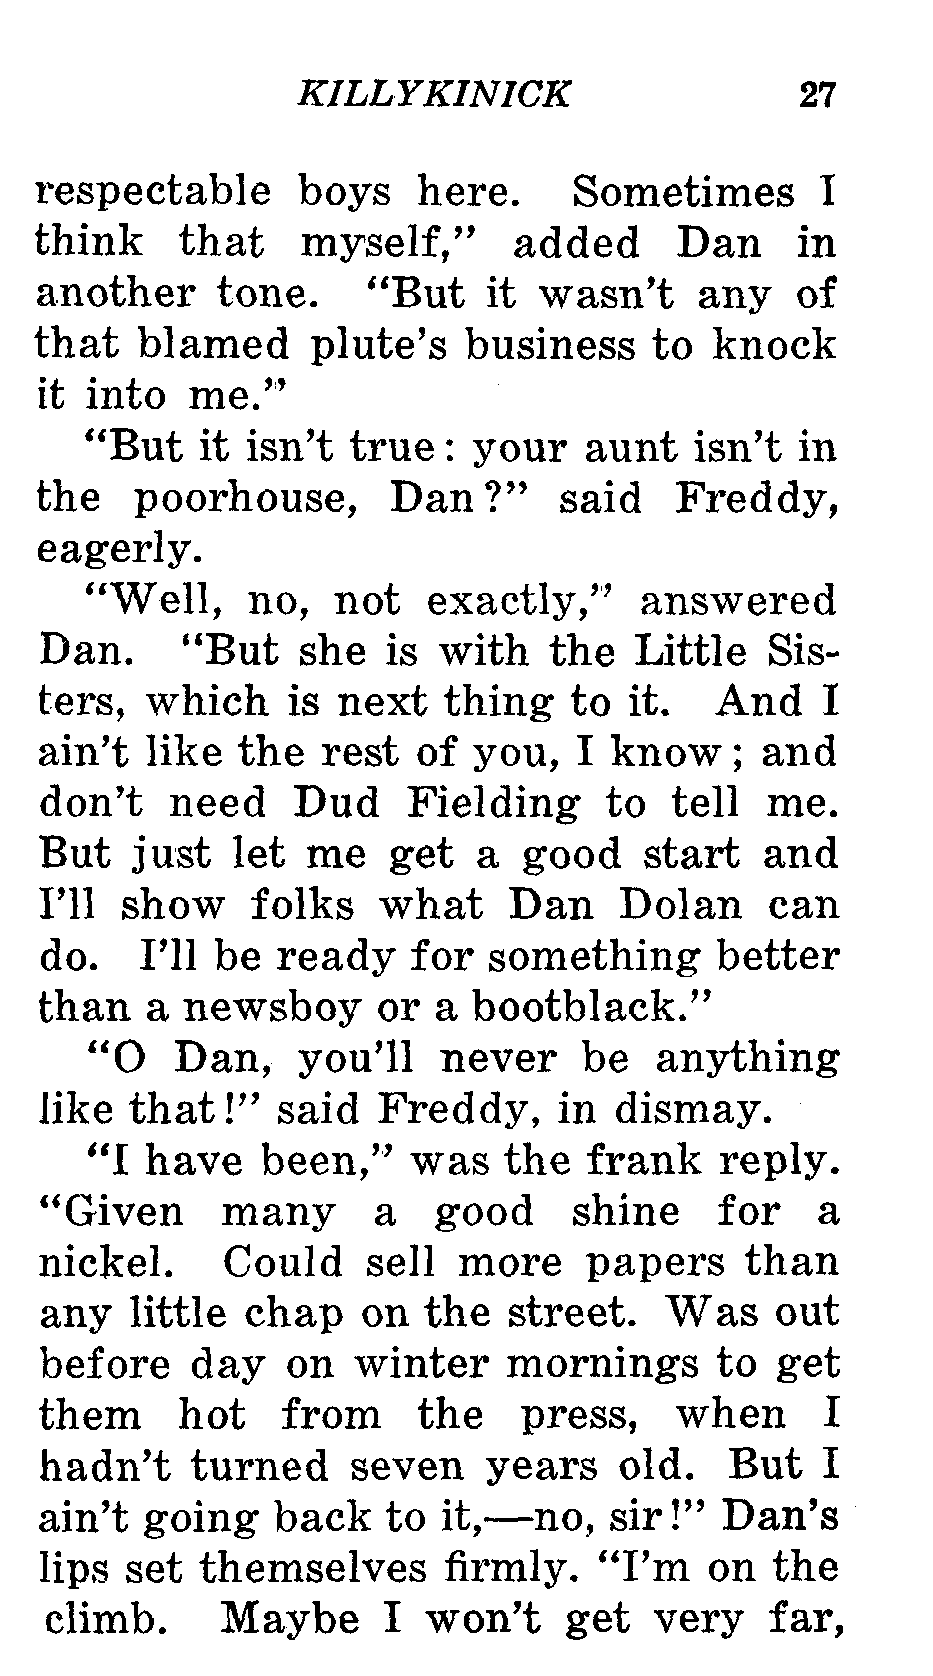 KILLYKINICK 27
respectable boys here. Sometimes I
think that myself,” added Dan in
another tone. “But it wasn’t any of
that blamed plute’s business to knock
it into me.”
“But it isn’t true: your aunt isn’t in
the poorhouse, Dan?” said Freddy,
eagerly.
“Well, no, not exactly,” answered
Dan. “But she is with the Little Sis-
ters, which is next thing to it. And I
ain’t like the rest of you, I know; and
don’t need Dud Fielding to tell me.
But just let me get a good start and
I’ll show folks what Dan Dolan can
do. I’ll be ready for something better
than a newsboy or a bootblack.”
“O Dan, you’ll never be anything
like that!” said Freddy, in dismay.
“I have been,” was the frank reply.
“Given many a good shine for a
nickel. Could sell more papers than
any little chap on the street. Was out
before day on winter mornings to get
them hot from the press, when I
hadn’t turned seven years old. But I
ain’t going back to it,—no, sir!” Dan’s
lips set themselves firmly. “I’m on the
climb. Maybe I won’t get very far,